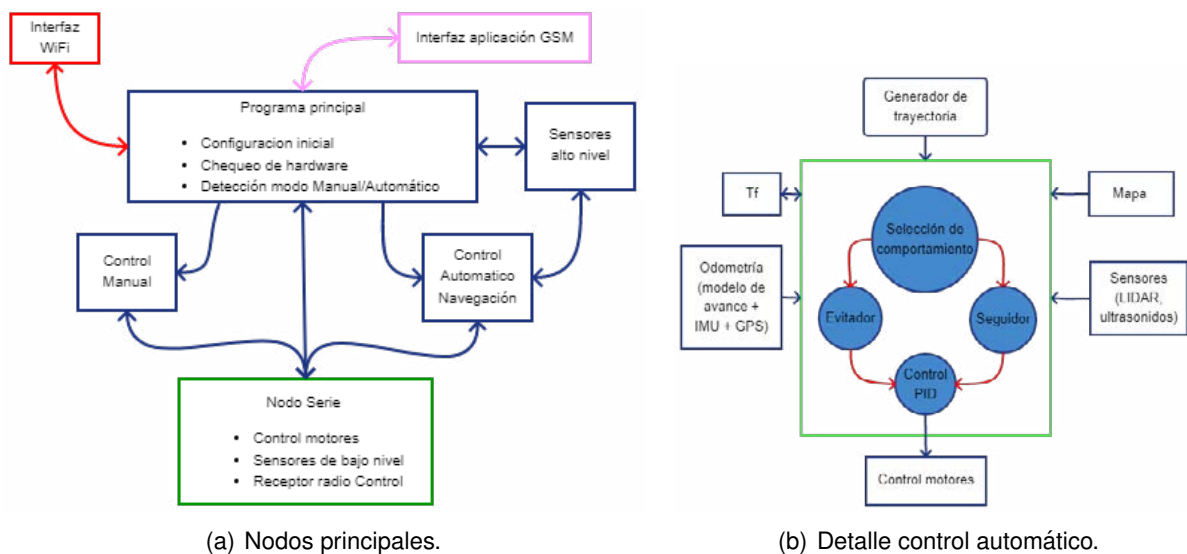 Interfaz
WiFi
Interfaz aplicación GSM
Programa principal
• Configuracion inicial
• Chequeo de hardware
• Detección modo Manual/Automático
Sensores
alto nivel
Control
Manual
Control
Automatico
Navegación
Nodo Serie
• Control motores
• Sensores de bajo nivel
• Receptor radio Control
(a) Nodos principales.
Generador de
trayectoria
Tf
Mapa
Selección de
comportamiento
Odometría
(modelo de
avance +
IMU + GPS)
Sensores
(LIDAR,
ultrasonidos)
Evitador
Seguidor
Control
PID
Control motores
(b) Detalle control automático.